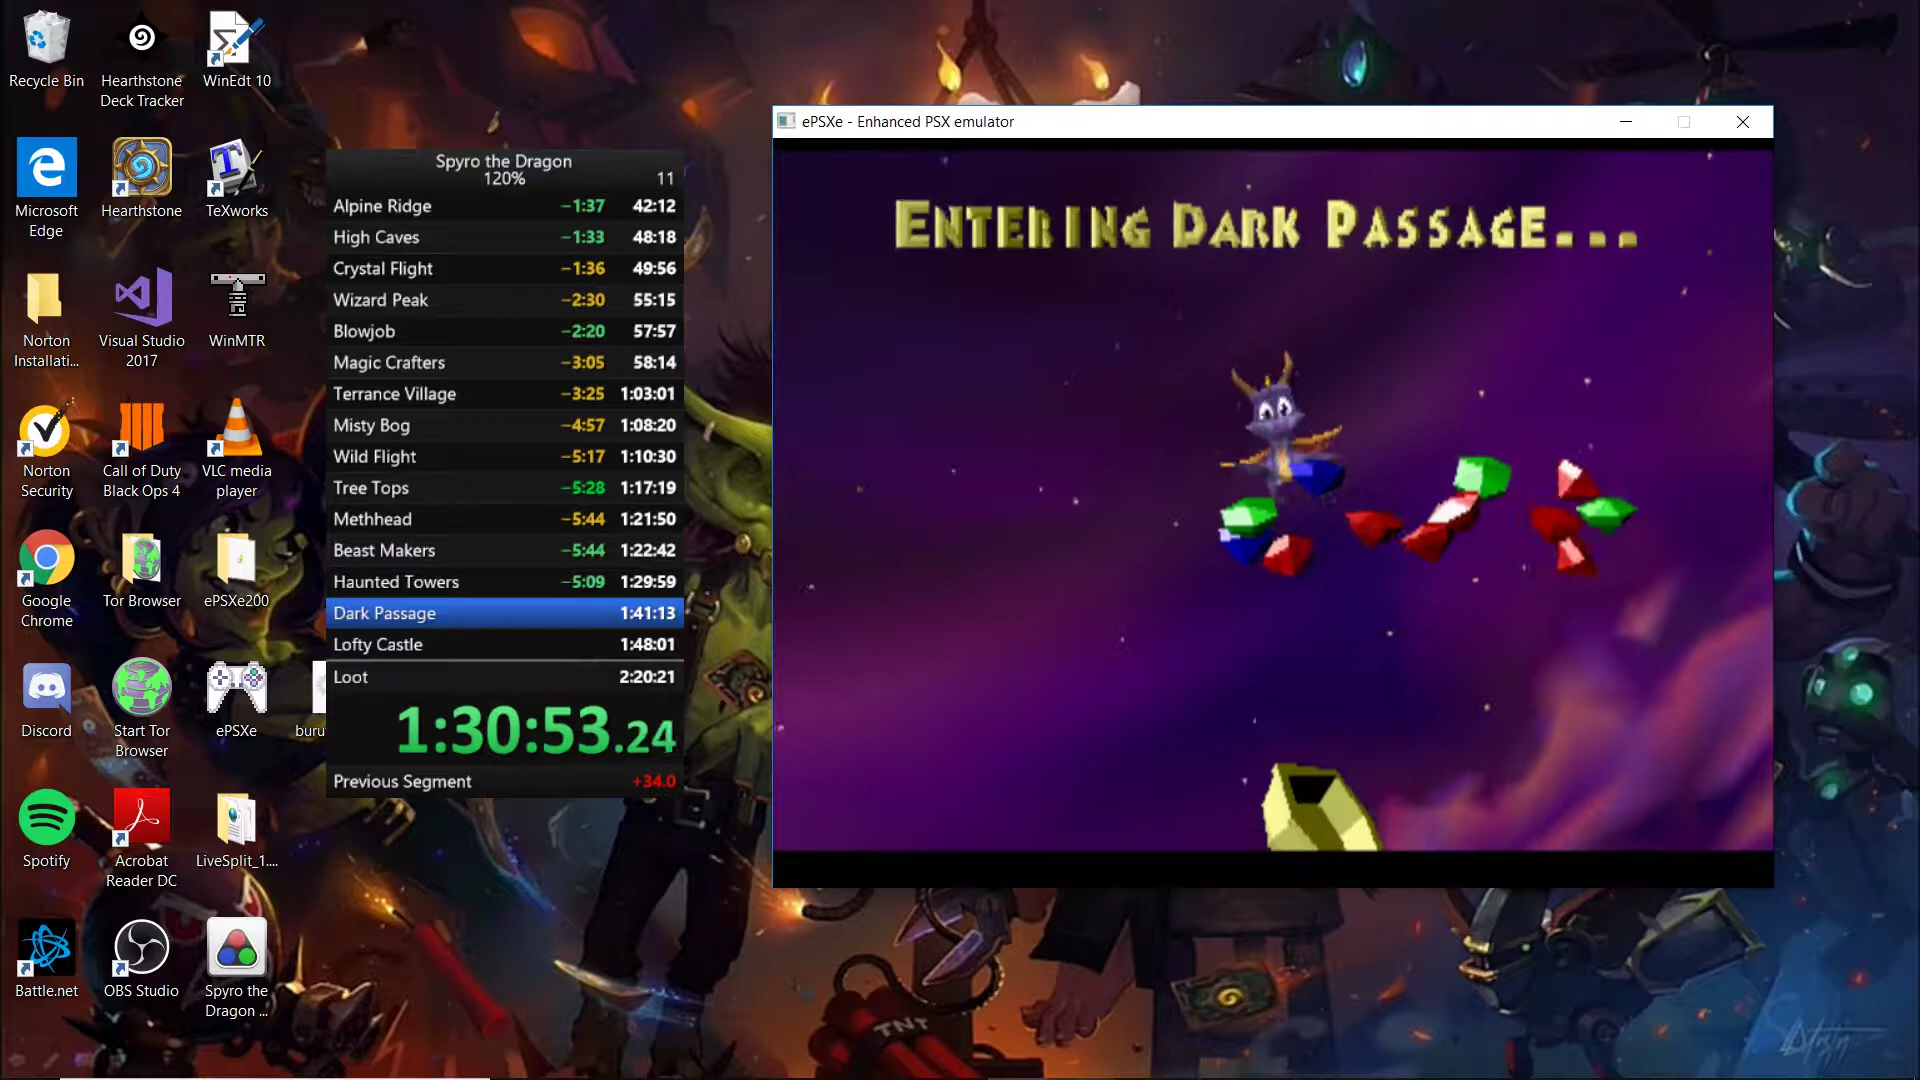 Recycle Bin
Hearthstone
Deck Tracker
WinEdt 10
Microsoft
Edge
Hearthstone
TeXworks
Norton
Installati...
Visual Studio
2017
WinMTR
Norton
Security
Call of Duty
Black Ops 4
VLC media
player
Google
Chrome
Tor Browser
ePSXe200
Discord
Start Tor
Browser
ePSXe
buru
Spotify
Acrobat
Reader DC
LiveSplit_1....
Battle.net
OBS Studio
Spyro the
Dragon ...
Spyro the Dragon
120% 11
Alpine Ridge −1:37 42:12
High Caves −1:33 48:18
Crystal Flight −1:36 49:56
Wizard Peak −2:30 55:15
Blowjob −2:20 57:57
Magic Crafters −3:05 58:14
Terrance Village −3:25 1:03:01
Misty Bog −4:57 1:08:20
Wild Flight −5:17 1:10:30
Tree Tops −5:28 1:17:19
Methhead −5:44 1:21:50
Beast Makers −5:44 1:22:42
Haunted Towers −5:09 1:29:59
Dark Passage 1:41:13
Lofty Castle 1:48:01
Loot 2:20:21
1:30:53.24
Previous Segment +34.0
ePSXe - Enhanced PSX emulator
ENTERING DARK PASSAGE...
TNT